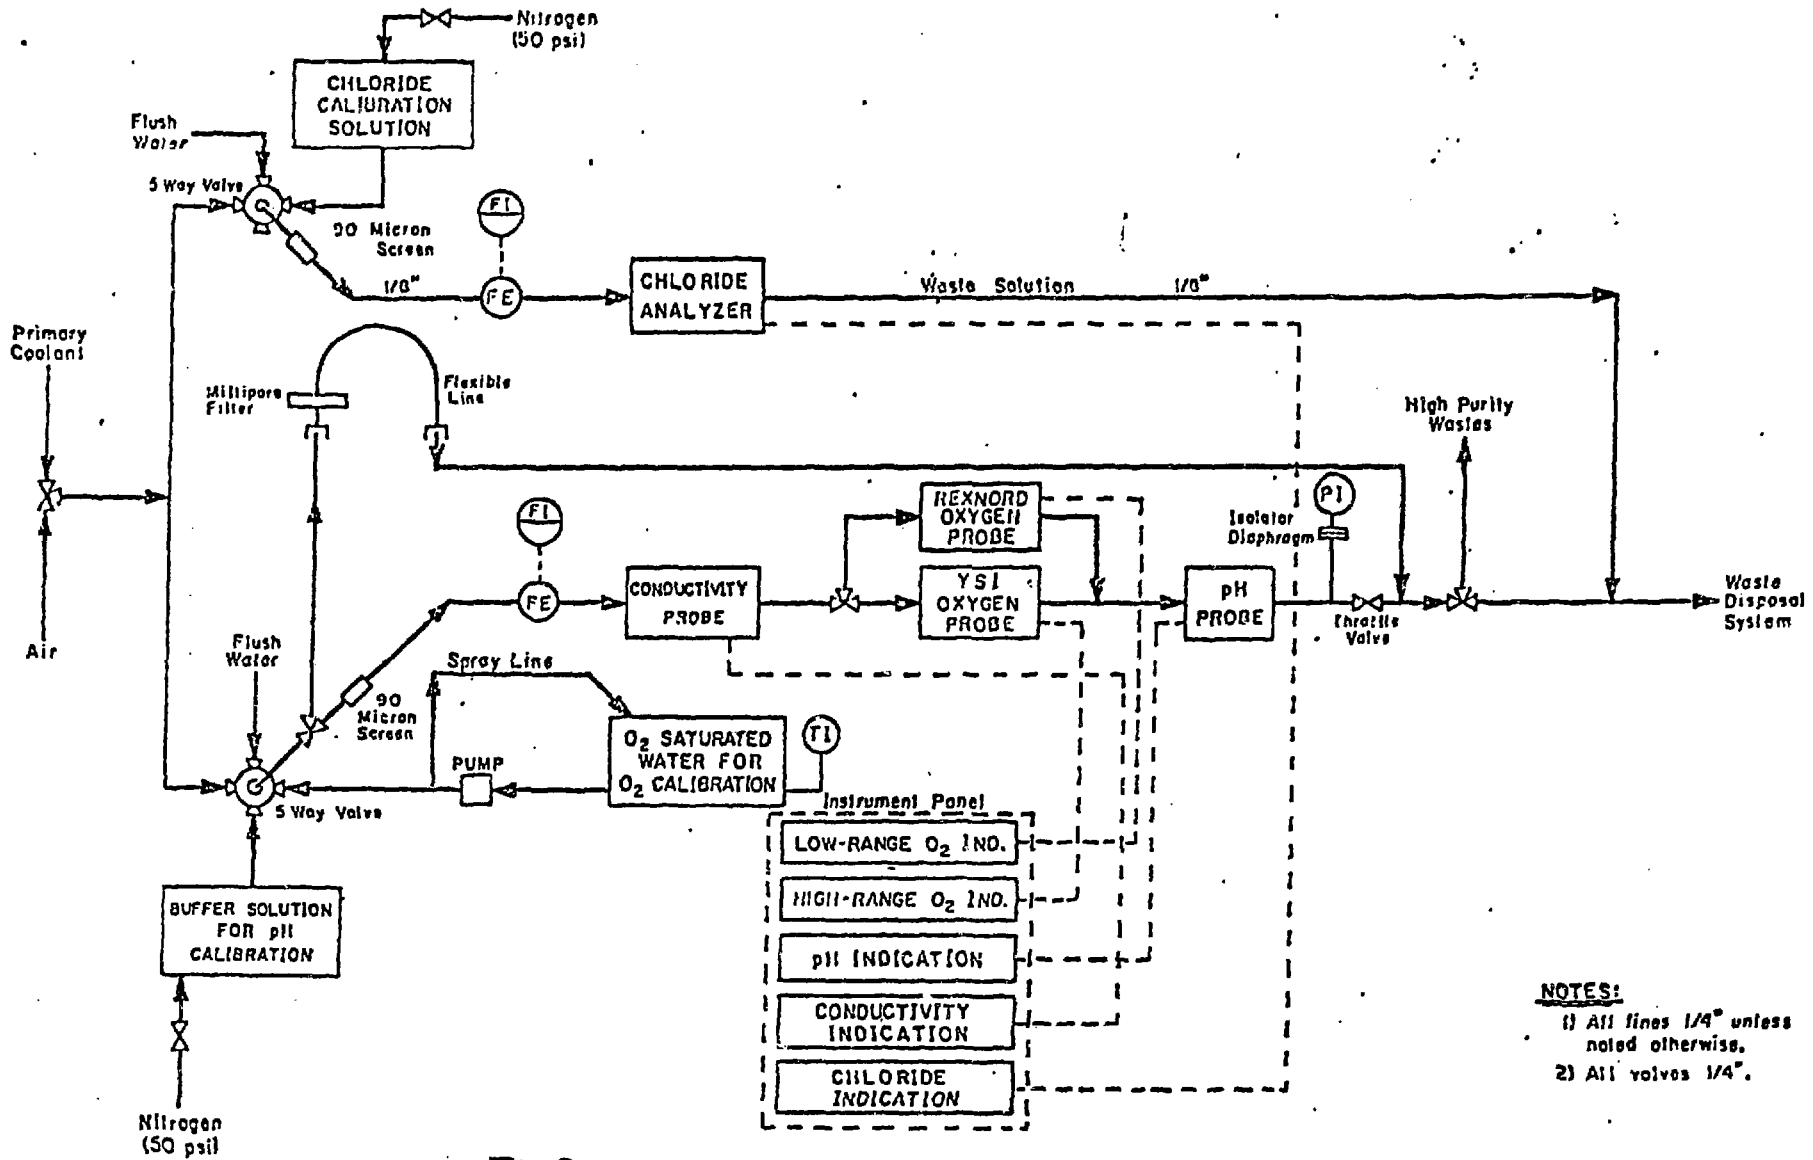 Nitrogen
(50 psi)
CHLORIDE
CALIBRATION
SOLUTION
Flush
Water
5 Way Valve
90 Micron
Screen
FI
1/8"
FE
CHLORIDE
ANALYZER
Waste Solution 1/8"
Primary
Coolant
Millipore
Filter
Flexible
Line
High Purity
Wastes
Air
FI
FE
CONDUCTIVITY
PROBE
REXNORD
OXYGEN
PROBE
YSI
OXYGEN
PROBE
pH
PROBE
PI
Isolator
Diaphragm
Throttle
Valve
Waste
Disposal
System
Flush
Water
90
Micron
Screen
Spray Line
PUMP
O2 SATURATED
WATER FOR
O2 CALIBRATION
TI
5 Way Valve
BUFFER SOLUTION
FOR pH
CALIBRATION
Nitrogen
(50 psi)
Instrument Panel
LOW-RANGE O2 IND.
HIGH-RANGE O2 IND.
pH INDICATION
CONDUCTIVITY
INDICATION
CHLORIDE
INDICATION
NOTES:
1) All lines 1/4" unless
noted otherwise.
2) All valves 1/4".